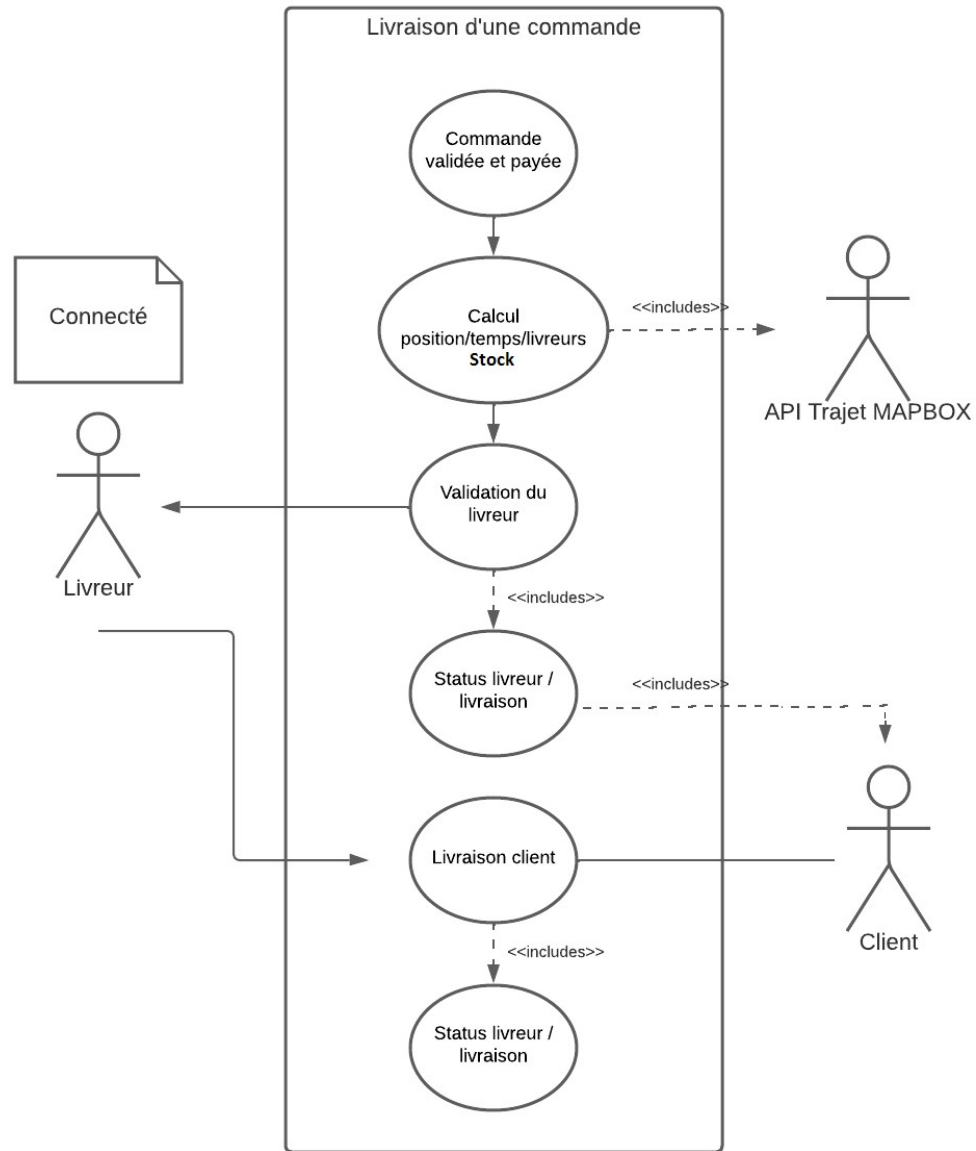 Livraison d'une commande
Commande
validée et payée
Calcul
position/temps/livreurs
Stock
<<includes>>
API Trajet MAPBOX
Connecté
Livreur
Validation du
livreur
<<includes>>
Status livreur /
livraison
<<includes>>
Livraison client
Client
<<includes>>
Status livreur /
livraison